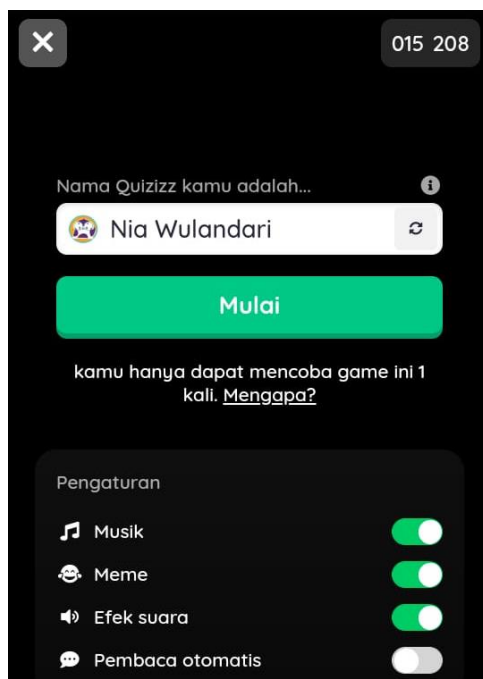 015 208
Nama Quizizz kamu adalah...
Nia Wulandari
Mulai
kamu hanya dapat mencoba game ini 1
kali. Mengapa?
Pengaturan
Musik
Meme
Efek suara
Pembaca otomatis